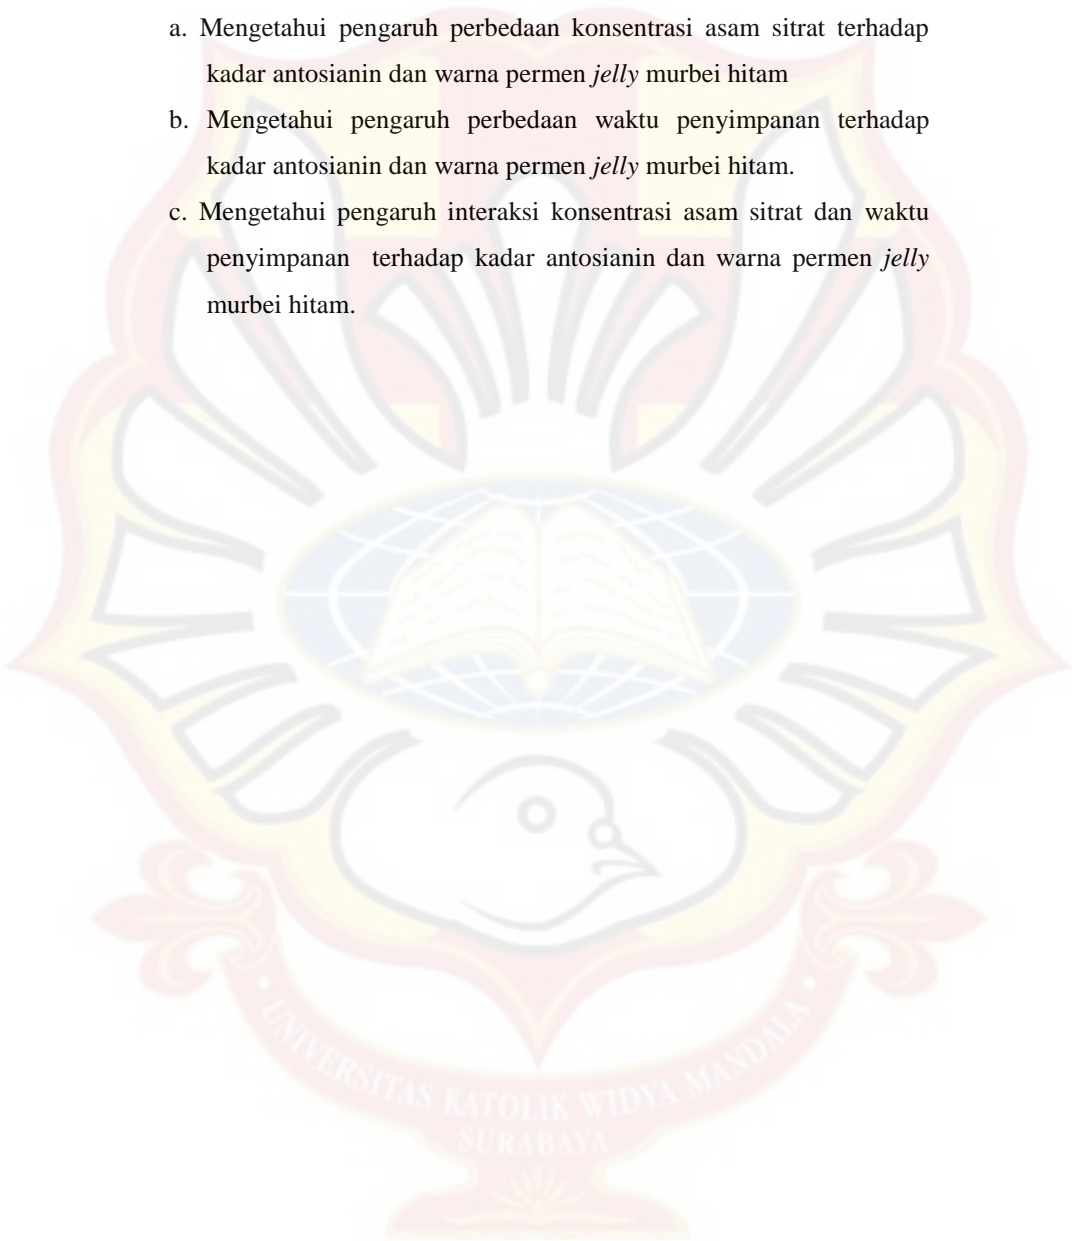 a. Mengetahui pengaruh perbedaan konsentrasi asam sitrat terhadap
kadar antosianin dan warna permen jelly murbei hitam
b. Mengetahui pengaruh perbedaan waktu penyimpanan terhadap
kadar antosianin dan warna permen jelly murbei hitam.
c. Mengetahui pengaruh interaksi konsentrasi asam sitrat dan waktu
penyimpanan terhadap kadar antosianin dan warna permen jelly
murbei hitam.
• UNIVERSITAS KATOLIK WIDYA MANDALA •
SURABAYA